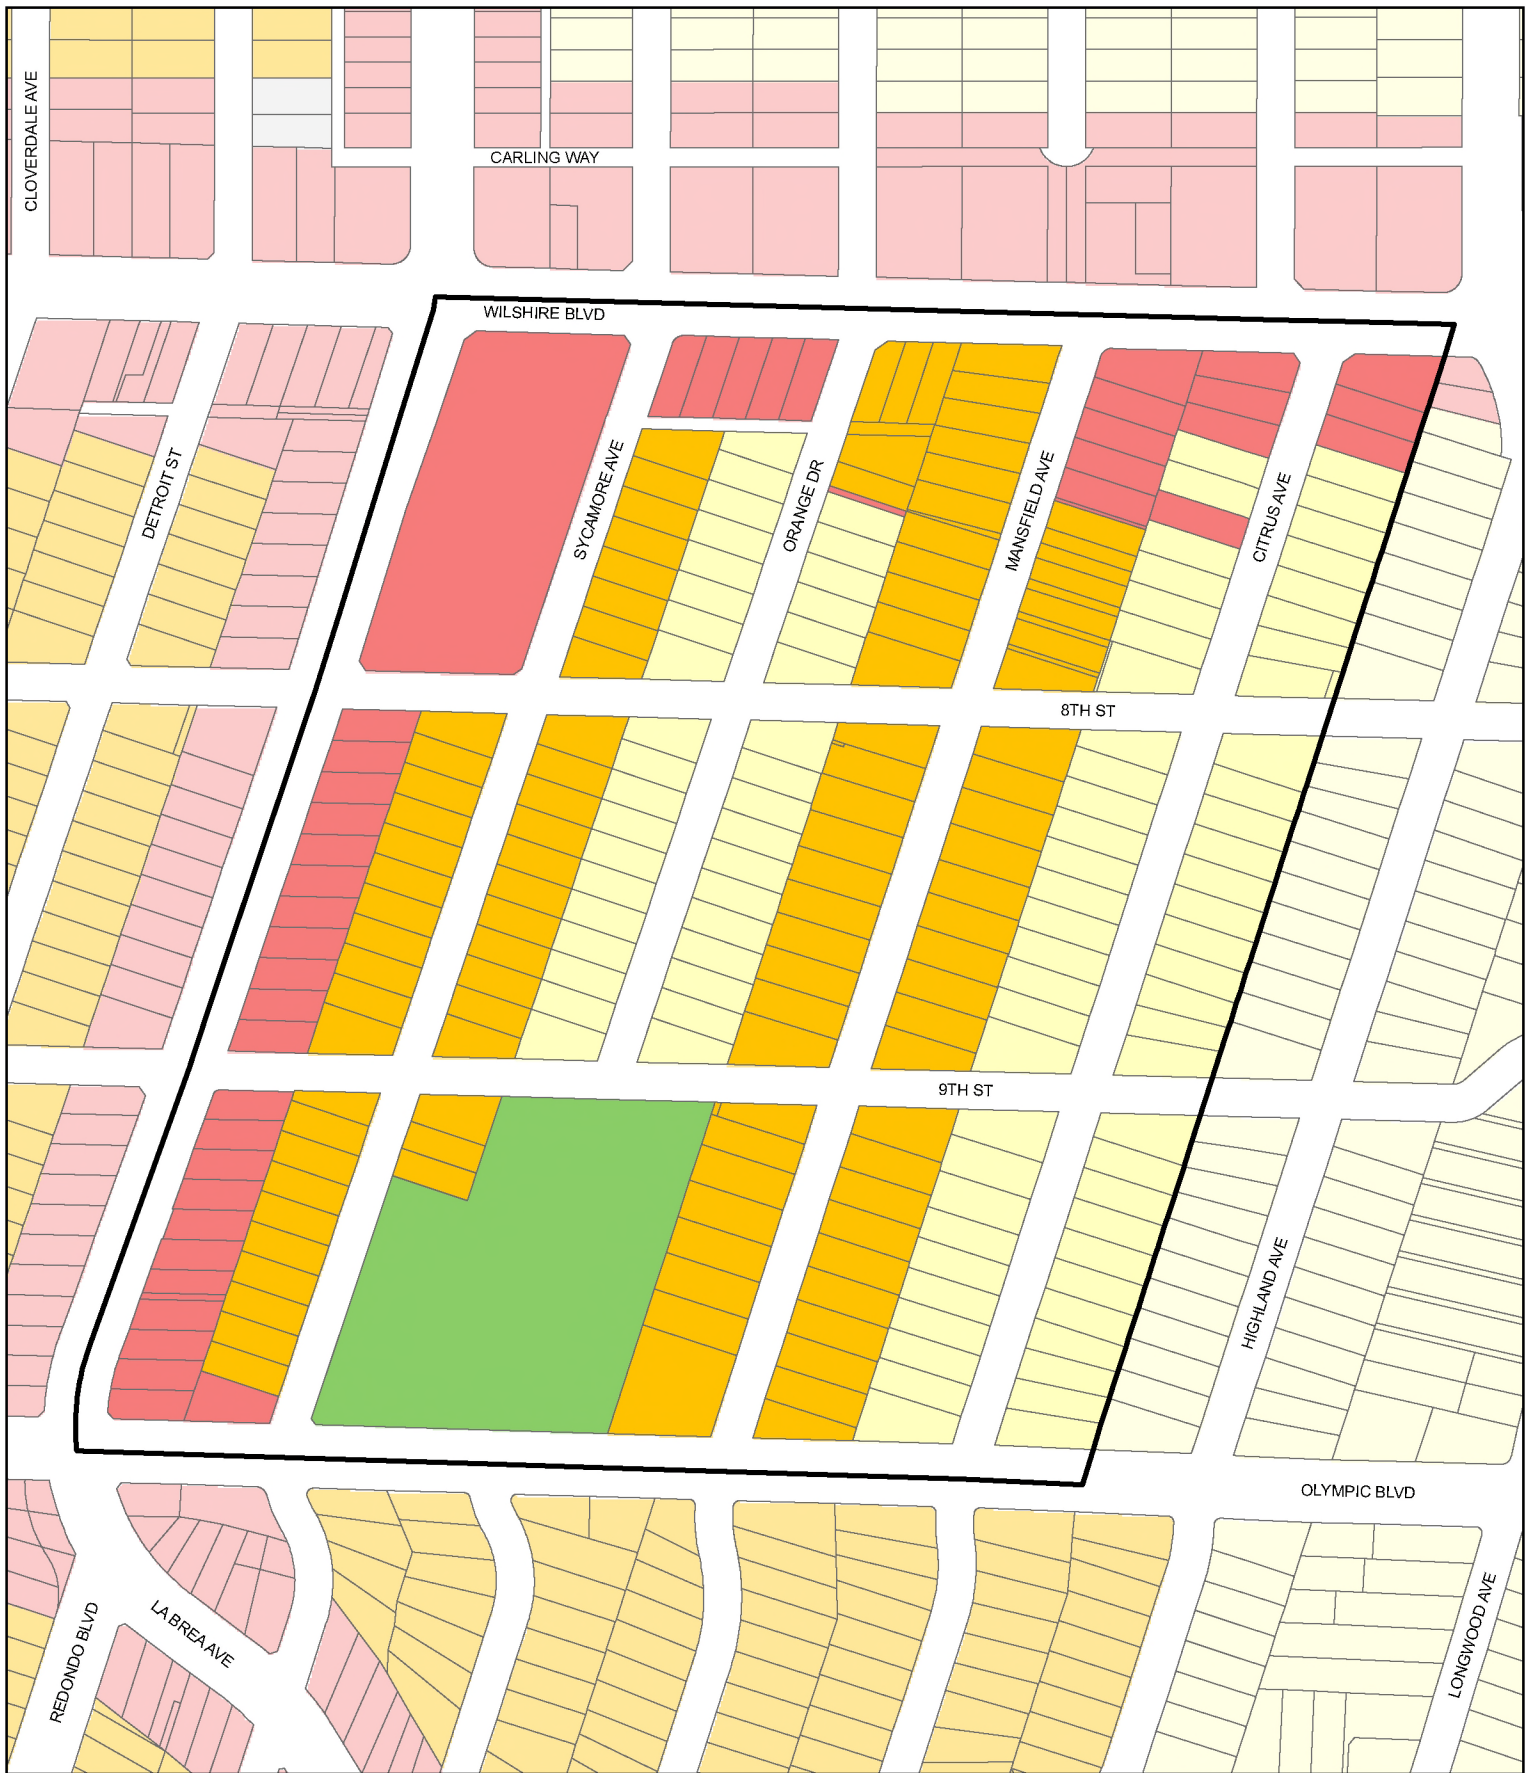 CLOVERDALE AVE
CARLING WAY
WILSHIRE BLVD
DETROIT ST
SYCAMORE AVE
ORANGE DR
MANSFIELD AVE
CITRUS AVE
8TH ST
9TH ST
HIGHLAND AVE
OLYMPIC BLVD
REDONDO BLVD
LA BREA AVE
LONGWOOD AVE